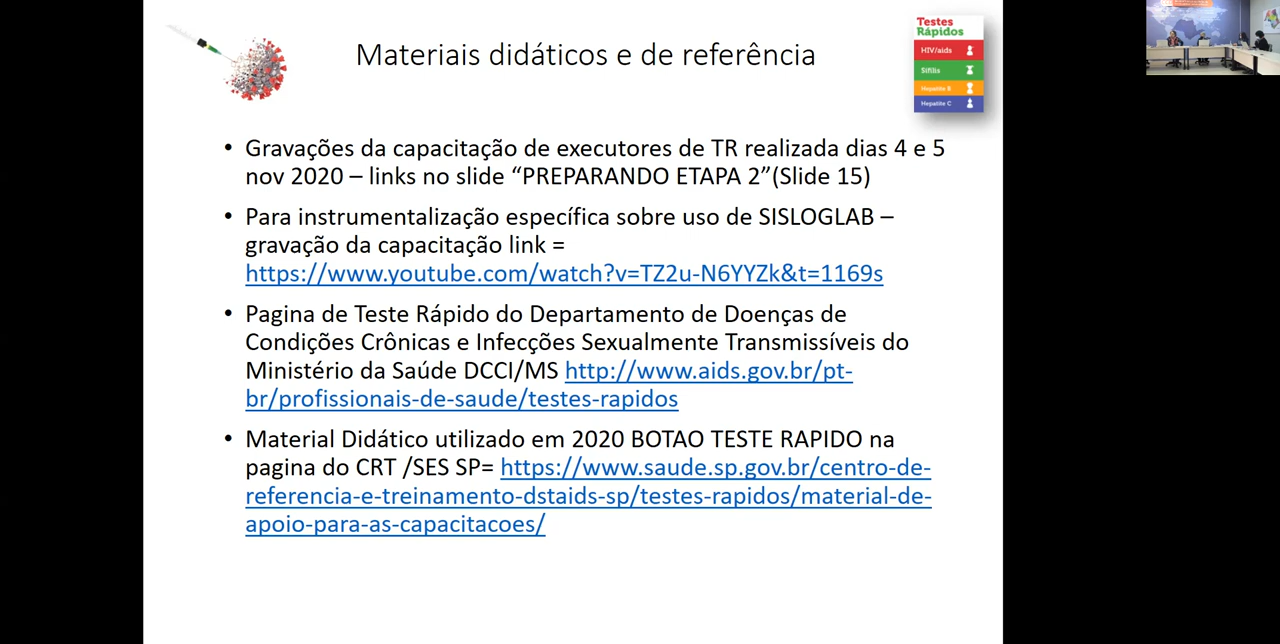 Materiais didáticos e de referência
Testes
Rápidos
HIV/aids
Sífilis
Hepatite B
Hepatite C
• Gravações da capacitação de executores de TR realizada dias 4 e 5
nov 2020 – links no slide “PREPARANDO ETAPA 2”(Slide 15)
• Para instrumentalização específica sobre uso de SISLOGLAB –
gravação da capacitação link =
https://www.youtube.com/watch?v=TZ2u-N6YYZk&t=1169s
• Pagina de Teste Rápido do Departamento de Doenças de
Condições Crônicas e Infecções Sexualmente Transmissíveis do
Ministério da Saúde DCCI/MS http://www.aids.gov.br/pt-
br/profissionais-de-saude/testes-rapidos
• Material Didático utilizado em 2020 BOTAO TESTE RAPIDO na
pagina do CRT /SES SP= https://www.saude.sp.gov.br/centro-de-
referencia-e-treinamento-dstaids-sp/testes-rapidos/material-de-
apoio-para-as-capacitacoes/